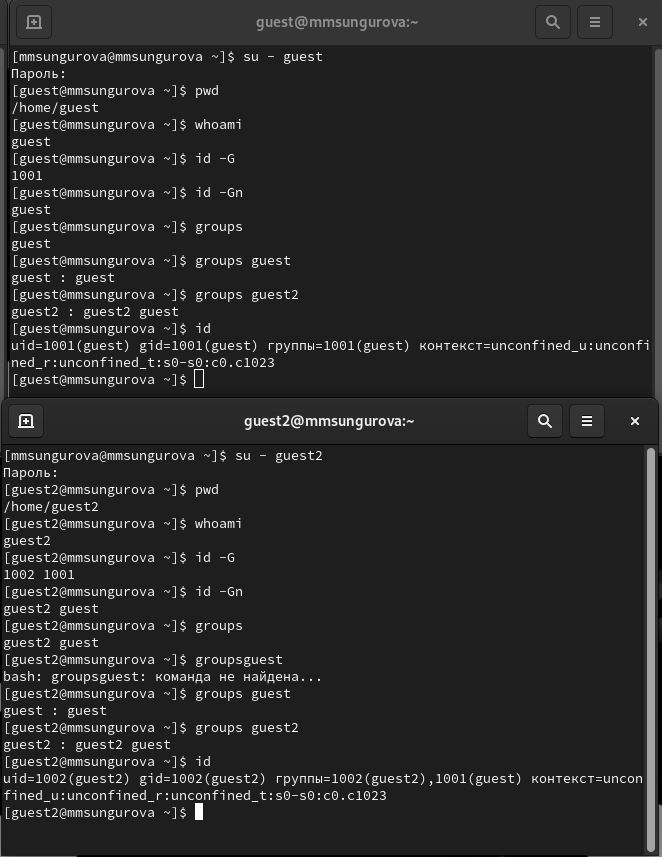 guest@mmsungurova:~
[mmsungurova@mmsungurova ~]$ su - guest
Пароль:
[guest@mmsungurova ~]$ pwd
/home/guest
[guest@mmsungurova ~]$ whoami
guest
[guest@mmsungurova ~]$ id -G
1001
[guest@mmsungurova ~]$ id -Gn
guest
[guest@mmsungurova ~]$ groups
guest
[guest@mmsungurova ~]$ groups guest
guest : guest
[guest@mmsungurova ~]$ groups guest2
guest2 : guest2 guest
[guest@mmsungurova ~]$ id
uid=1001(guest) gid=1001(guest) группы=1001(guest) контекст=unconfined_u:unconfi
ned_r:unconfined_t:s0-s0:c0.c1023
[guest@mmsungurova ~]$
guest2@mmsungurova:~
[mmsungurova@mmsungurova ~]$ su - guest2
Пароль:
[guest2@mmsungurova ~]$ pwd
/home/guest2
[guest2@mmsungurova ~]$ whoami
guest2
[guest2@mmsungurova ~]$ id -G
1002 1001
[guest2@mmsungurova ~]$ id -Gn
guest2 guest
[guest2@mmsungurova ~]$ groups
guest2 guest
[guest2@mmsungurova ~]$ groupsguest
bash: groupsguest: команда не найдена...
[guest2@mmsungurova ~]$ groups guest
guest : guest
[guest2@mmsungurova ~]$ groups guest2
guest2 : guest2 guest
[guest2@mmsungurova ~]$ id
uid=1002(guest2) gid=1002(guest2) группы=1002(guest2),1001(guest) контекст=uncon
fined_u:unconfined_r:unconfined_t:s0-s0:c0.c1023
[guest2@mmsungurova ~]$